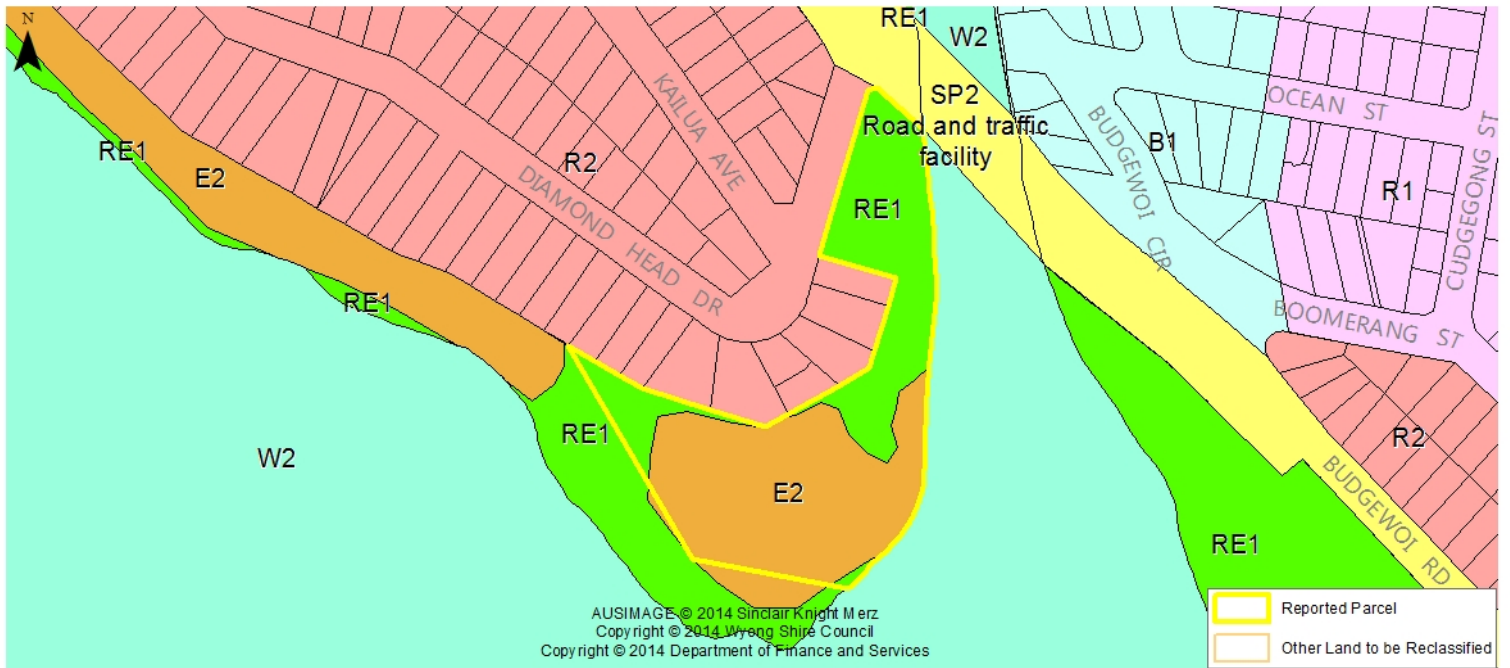 N
RE1
W2
SP2
Road and traffic
facility
KAILUA AVE
OCEAN ST
BUDGEWOI CIR
B1
CUDGEGONG ST
RE1
E2
R2
R1
DIAMOND HEAD DR
RE1
RE1
BOOMERANG ST
W2
RE1
E2
R2
BUDGEWOI RD
RE1
AUSIMAGE © 2014 Sinclair Knight Merz
Copyright © 2014 Wyong Shire Council
Copyright © 2014 Department of Finance and Services
Reported Parcel
Other Land to be Reclassified